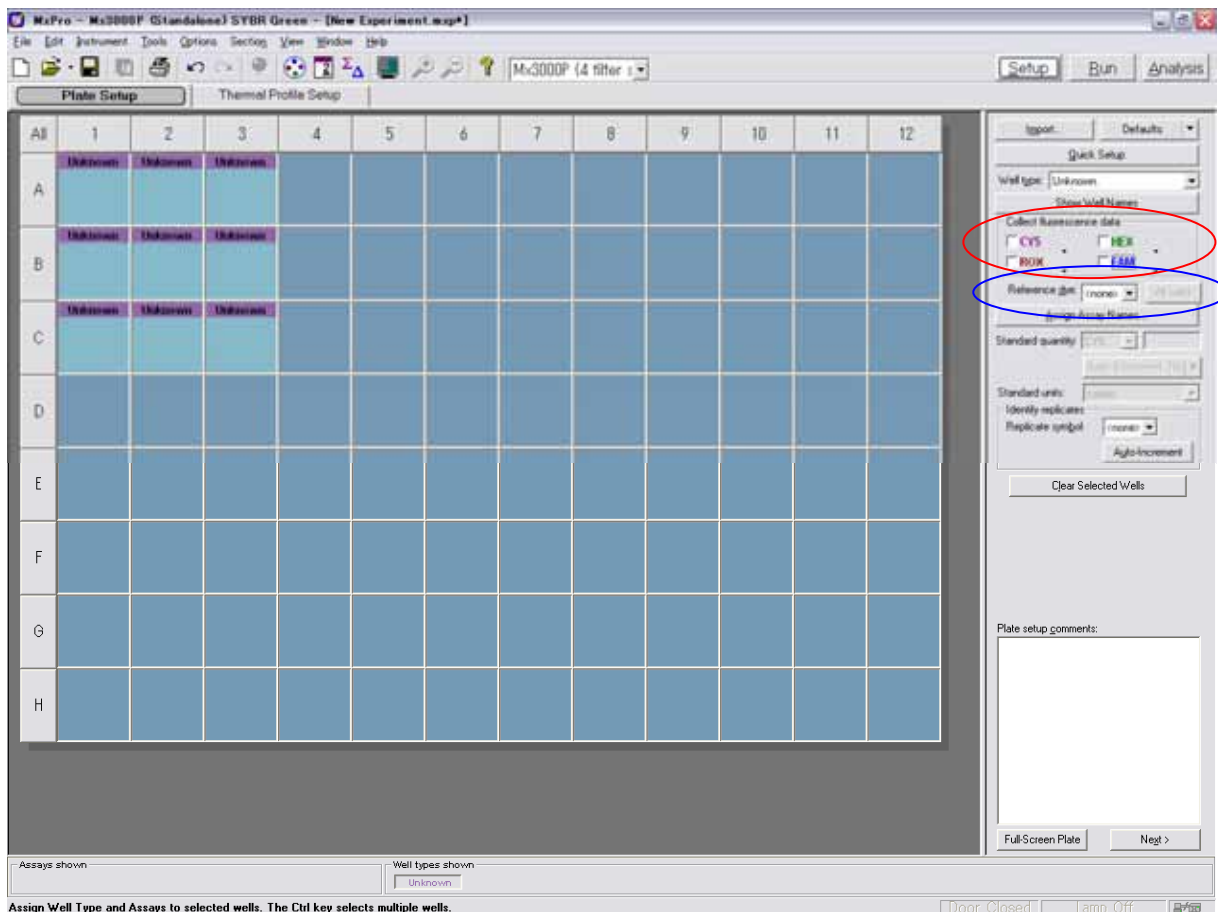 MxPro - Mx3000P (Standalone) SYBR Green - [New Experiment.mxp*]
File Edit Instrument Tools Options Section View Window Help
Mx3000P (4 filter s
Setup Run Analysis
Plate Setup Thermal Profile Setup
All 1 2 3 4 5 6 7 8 9 10 11 12
Import... Defaults
Quick Setup
Well type: Unknown
Show Well Names
Collect fluorescence data
CY5 HEX
ROX FAM
Reference dye: (none)
Assign Assay Names
Standard quantity: CY5
Standard units:
Identify replicates
Replicate symbol (none)
Auto-Increment
Clear Selected Wells
Unknown Unknown Unknown
A
Unknown Unknown Unknown
B
Unknown Unknown Unknown
C
D
E
F
G
H
Plate setup comments:
Full-Screen Plate Next >
Assays shown Well types shown
Unknown
Assign Well Type and Assays to selected wells. The Ctrl key selects multiple wells.
Door Closed Lamp Off